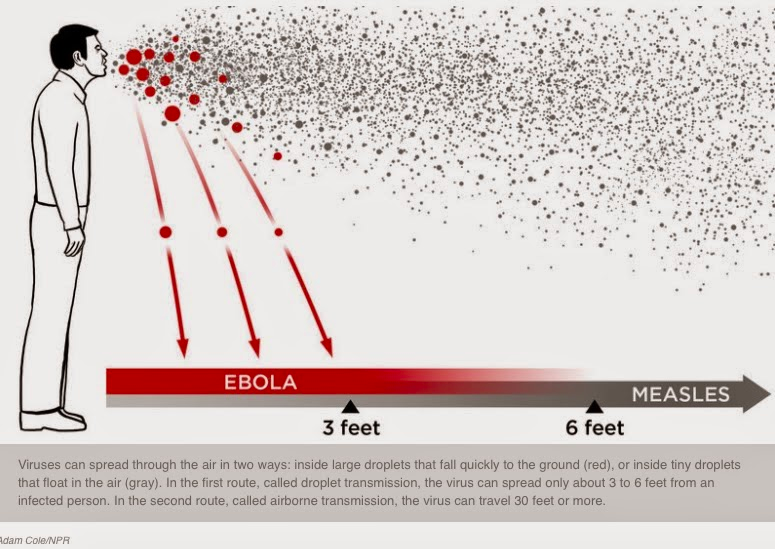 EBOLA
MEASLES
3 feet
6 feet
Viruses can spread through the air in two ways: inside large droplets that fall quickly to the ground (red), or inside tiny droplets
that float in the air (gray). In the first route, called droplet transmission, the virus can spread only about 3 to 6 feet from an
infected person. In the second route, called airborne transmission, the virus can travel 30 feet or more.
Adam Cole/NPR